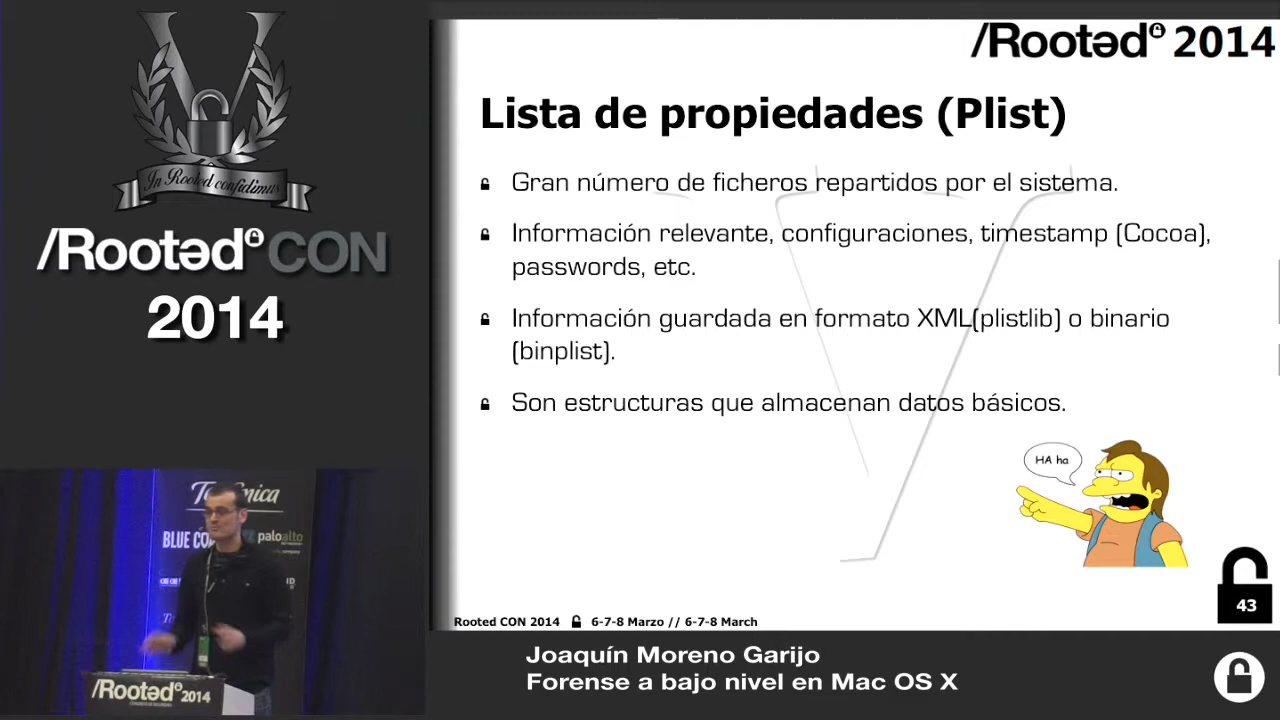 In Rooted confidimus
/Rootəd CON
2014
/Rootəd 2014
Lista de propiedades (Plist)
Gran número de ficheros repartidos por el sistema.
Información relevante, configuraciones, timestamp (Cocoa),
passwords, etc.
Información guardada en formato XML(plistlib) o binario
(binplist).
Son estructuras que almacenan datos básicos.
HA ha
43
Rooted CON 2014 6-7-8 Marzo // 6-7-8 March
paloalto
BLUE
/Rootəd 2014
Joaquín Moreno Garijo
Forense a bajo nivel en Mac OS X